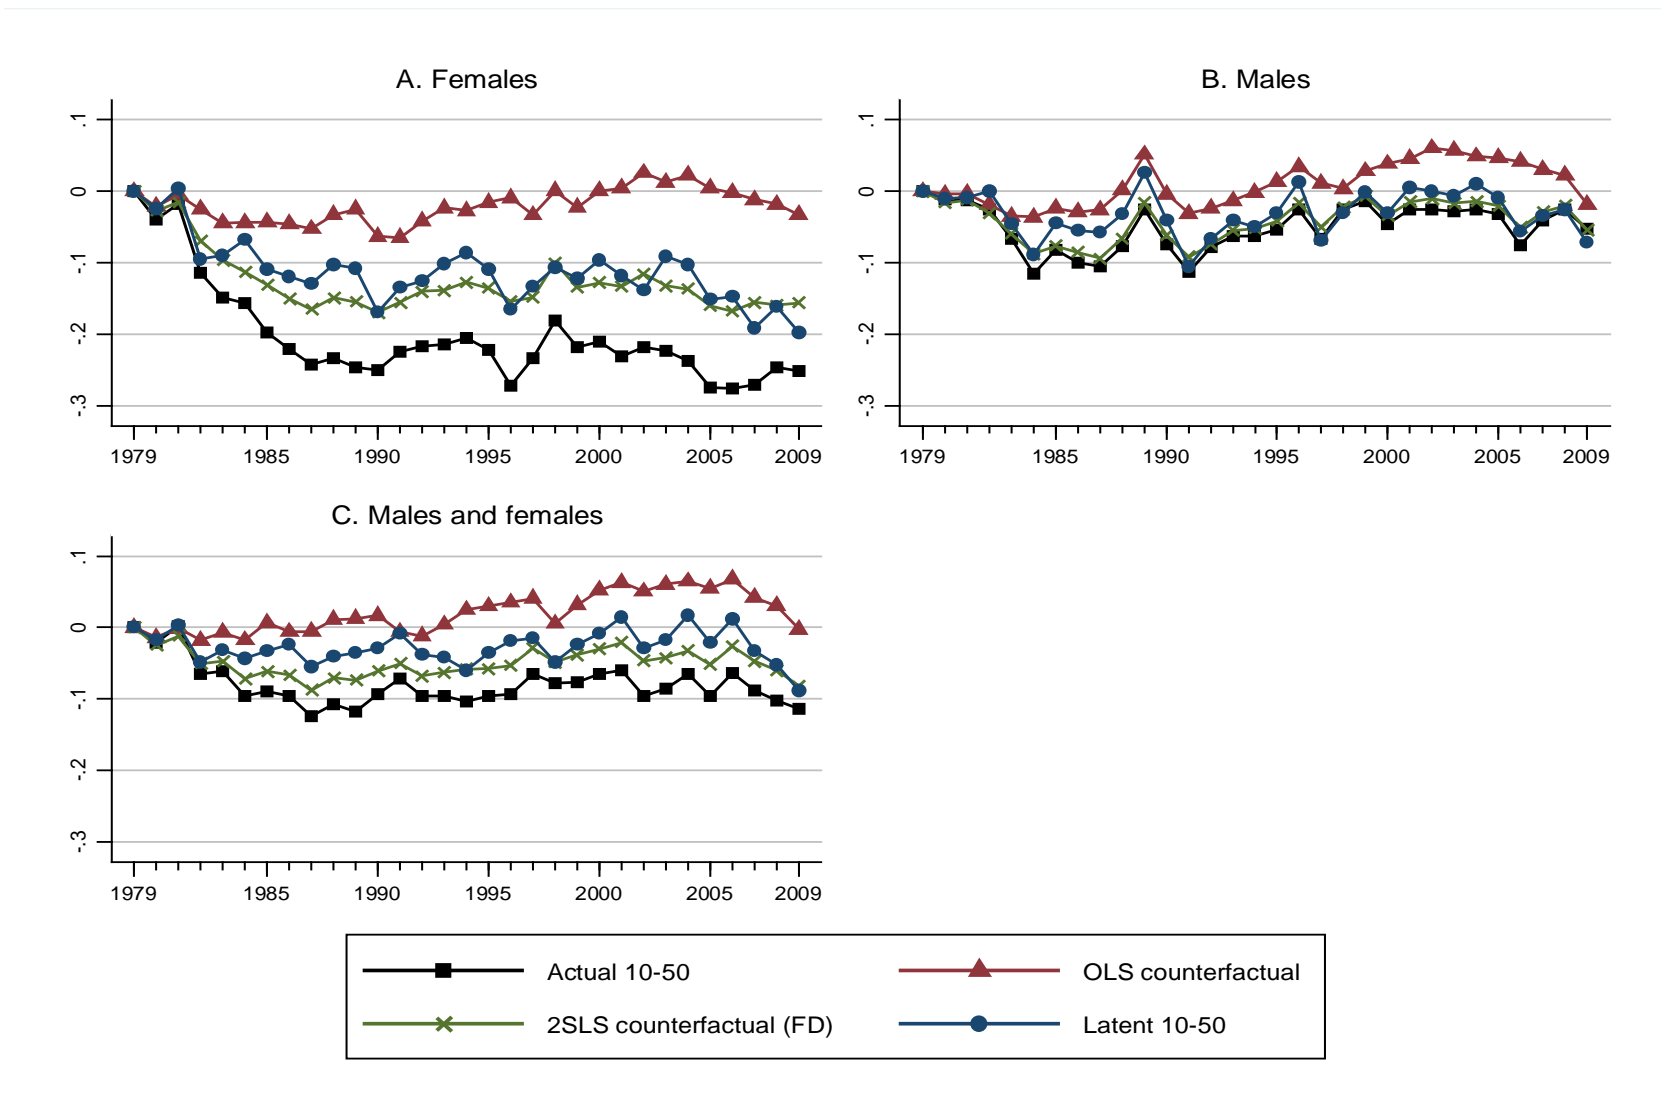 A. Females
.1
0
-.1
-.2
-.3
1979 1985 1990 1995 2000 2005 2009
B. Males
.1
0
-.1
-.2
-.3
1979 1985 1990 1995 2000 2005 2009
C. Males and females
.1
0
-.1
-.2
-.3
1979 1985 1990 1995 2000 2005 2009
Actual 10-50 OLS counterfactual
2SLS counterfactual (FD) Latent 10-50